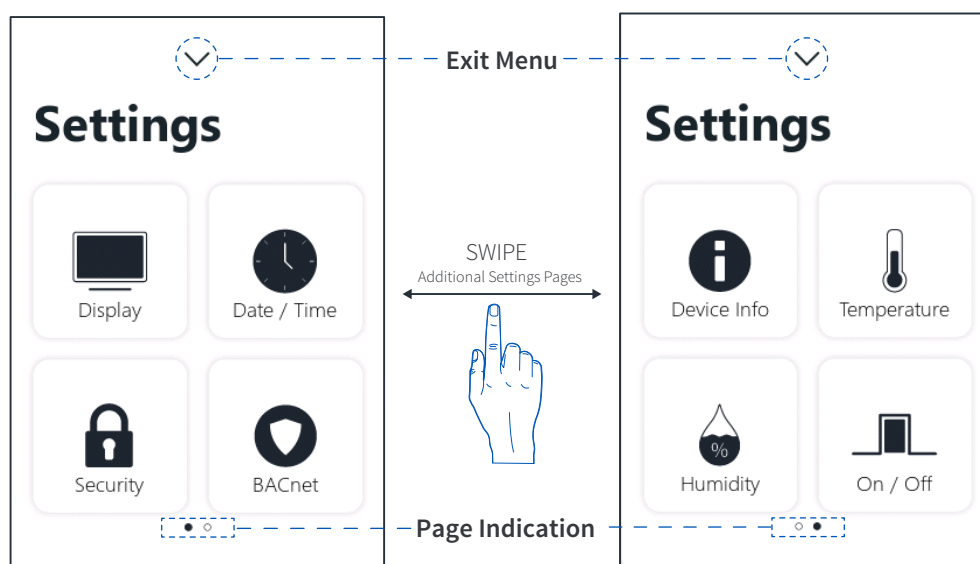 Exit Menu
Settings
Settings
Display
Date / Time
SWIPE
Additional Settings Pages
Device Info
Temperature
Security
BACnet
%
Humidity
On / Off
Page Indication